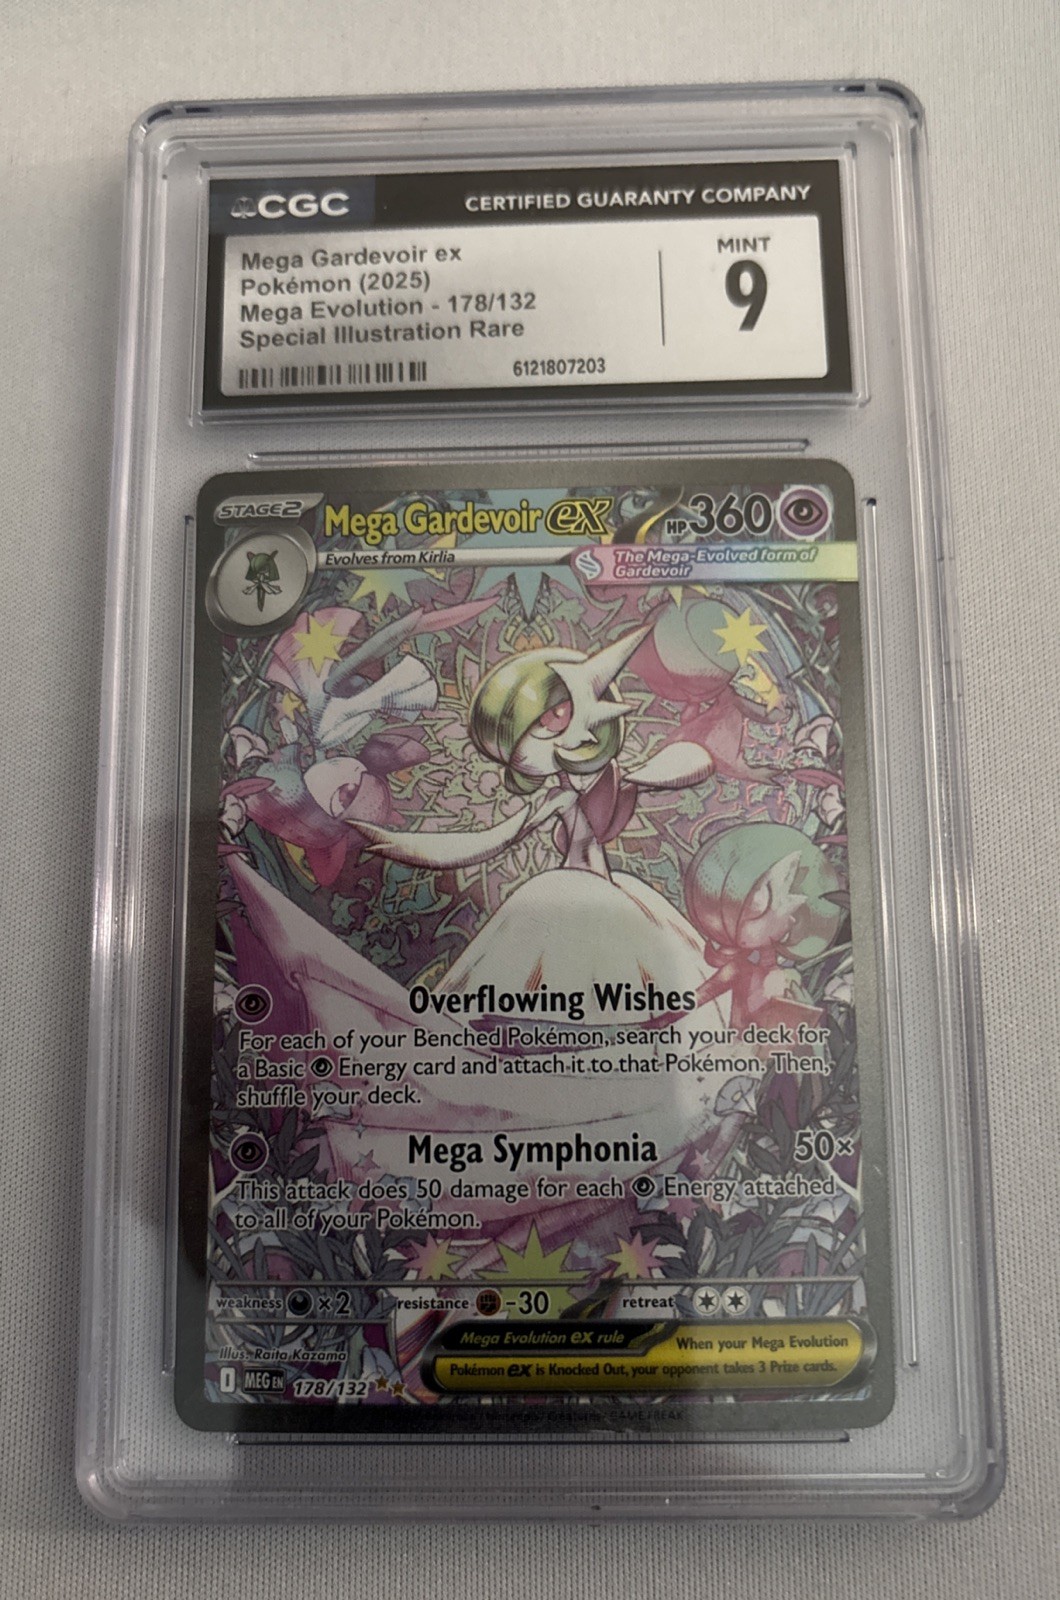 CGC CERTIFIED GUARANTY COMPANY
Mega Gardevoir ex
Pokémon (2025)
Mega Evolution - 178/132
Special Illustration Rare
MINT
9
6121807203
STAGE2 Mega Gardevoir ex HP360
Evolves from Kirlia
The Mega-Evolved form of
Gardevoir
Overflowing Wishes
For each of your Benched Pokémon, search your deck for
a Basic Energy card and attach it to that Pokémon. Then,
shuffle your deck.
Mega Symphonia 50×
This attack does 50 damage for each Energy attached
to all of your Pokémon.
weakness ×2 resistance -30 retreat
Mega Evolution ex rule When your Mega Evolution
Pokémon ex is Knocked Out, your opponent takes 3 Prize cards.
Illus. Raita Kazama
I MEG EN 178/132
GAME FREAK